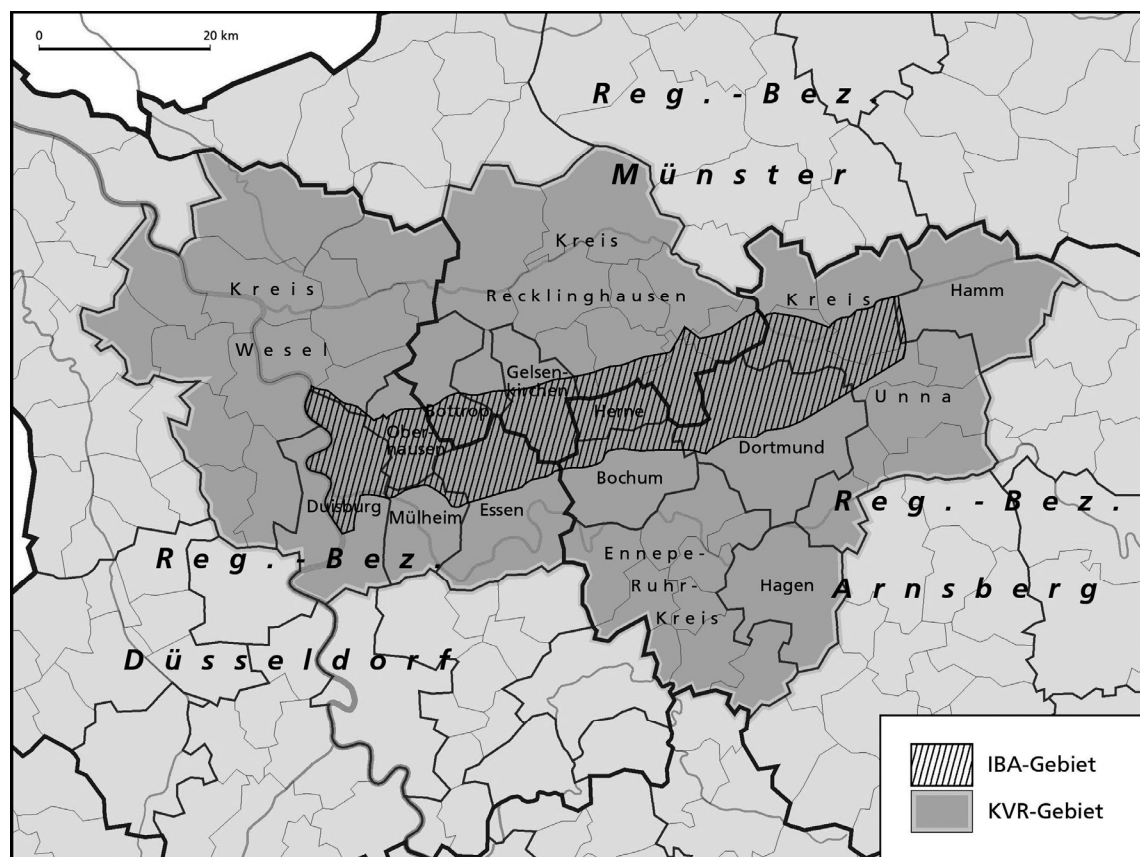 0 20 km
Reg.-Bez
Münster
Kreis
Recklinghausen
Kreis
Wesel
Kreis
Unna
Hamm
Gelsen-
kirchen
Bottrop
Herne
Ober-
hausen
Dortmund
Bochum
Duisburg
Mülheim
Essen
Reg.-Bez.
Arnsberg
Reg.-Bez.
Düsseldorf
Ennepe-
Ruhr-
Kreis
Hagen
IBA-Gebiet
KVR-Gebiet